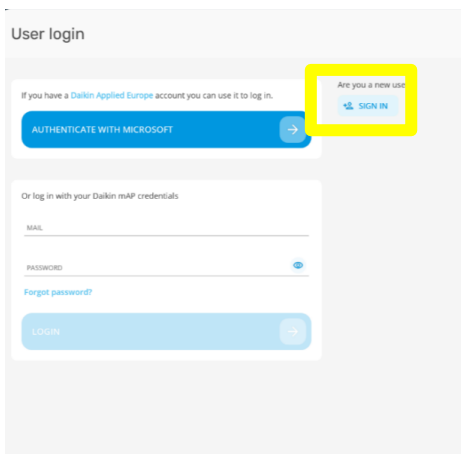 User login
If you have a Daikin Applied Europe account you can use it to log in.
AUTHENTICATE WITH MICROSOFT
Are you a new use
SIGN IN
Or log in with your Daikin mAP credentials
MAIL
PASSWORD
Forgot password?
LOGIN